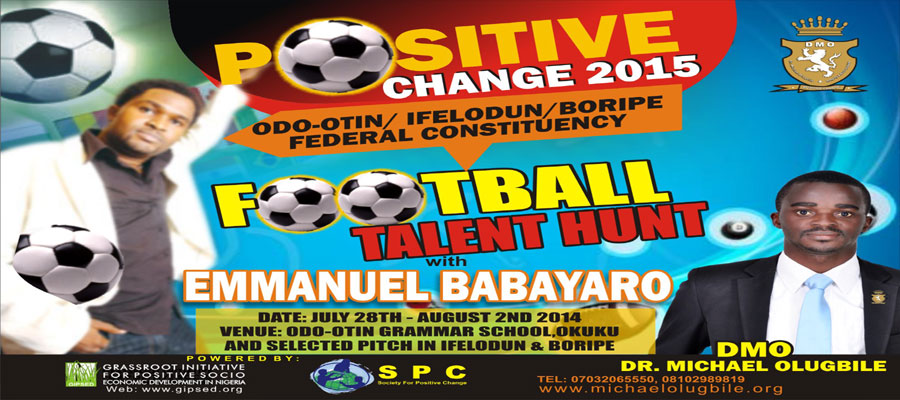 POSITIVE
CHANGE 2015
DMO
ODO-OTIN/ IFELODUN/BORIPE
FEDERAL CONSTITUENCY
FOOTBALL
TALENT HUNT
with
EMMANUEL BABAYARO
DATE: JULY 28TH - AUGUST 2ND 2014
VENUE: ODO-OTIN GRAMMAR SCHOOL,OKUKU
AND SELECTED PITCH IN IFELODUN & BORIPE
DMO
DR. MICHAEL OLUGBILE
TEL: 07032065550, 08102989819
www.michaelolugbile.org
POWERED BY:
GIPSED
GRASSROOT INITIATIVE
FOR POSITIVE SOCIO
ECONOMIC DEVELOPMENT IN NIGERIA
Web: www.gipsed.org
SPC
Society For Positive Change